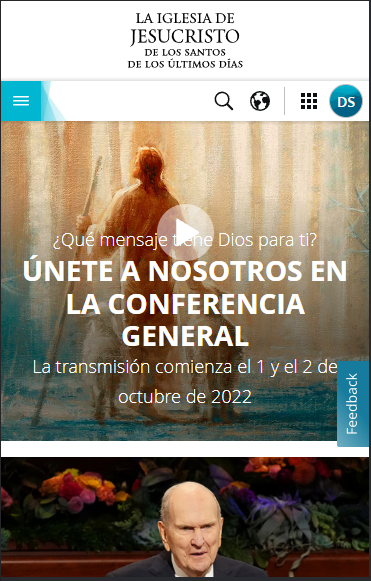 LA IGLESIA DE
JESUCRISTO
DE LOS SANTOS
DE LOS ÚLTIMOS DÍAS
DS
¿Qué mensaje tiene Dios para ti?
ÚNETE A NOSOTROS EN
LA CONFERENCIA
GENERAL
La transmisión comienza el 1 y el 2 de
octubre de 2022
Feedback